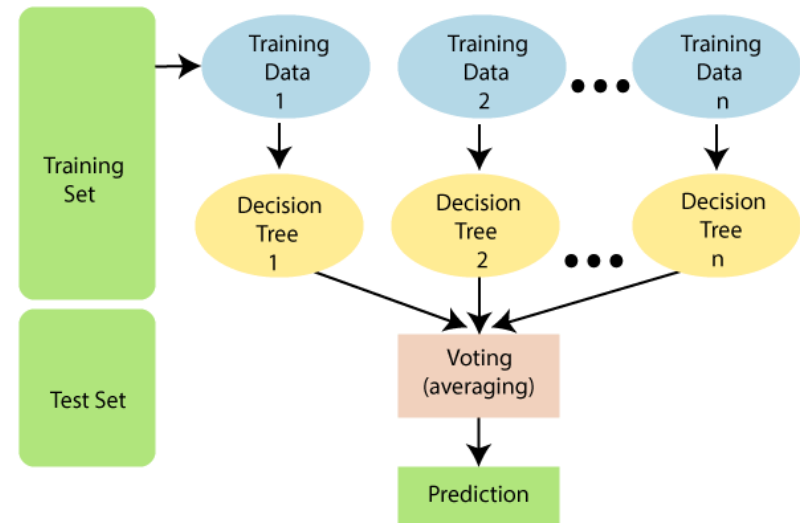 Training
Data
1
Training
Data
2
Training
Data
n
Training
Set
Decision
Tree
1
Decision
Tree
2
Decision
Tree
n
Test Set
Voting
(averaging)
Prediction